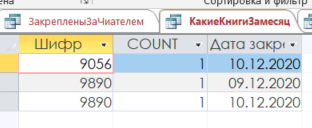 Сортировка и фильтр
ЗакрепленыЗаЧиателем КакиеКнигиЗамесяц
Шифр COUNT Дата закр
9056 1 10.12.2020
9890 1 09.12.2020
9890 1 10.12.2020